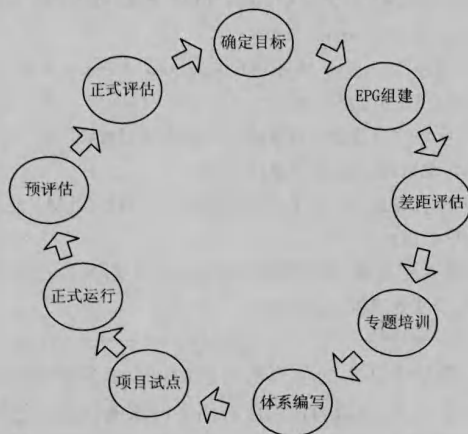 确定目标
EPG组建
差距评估
专题培训
体系编写
项目试点
正式运行
预评估
正式评估